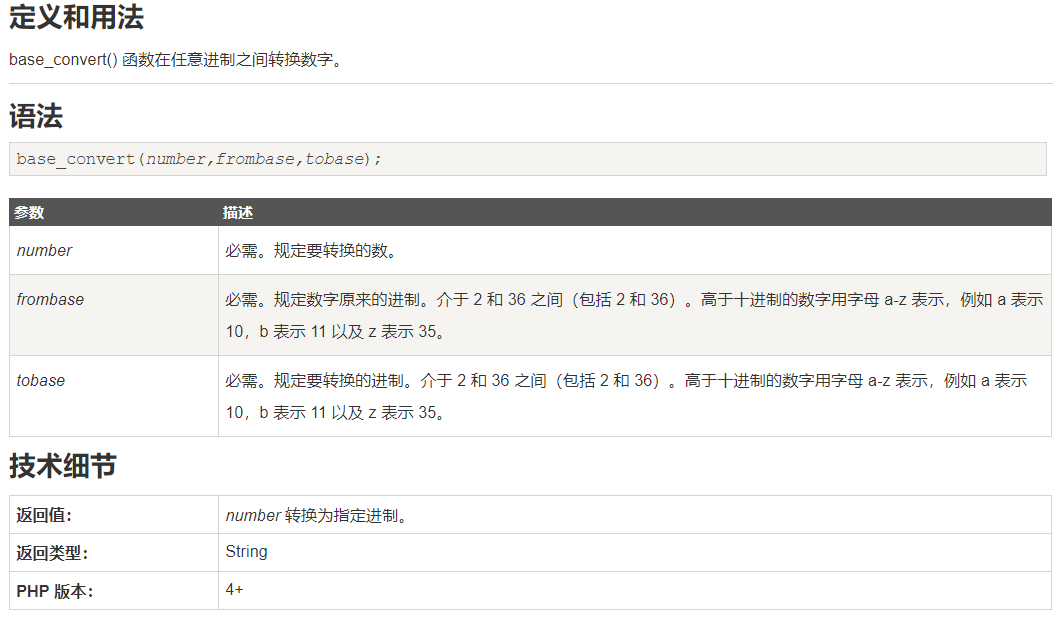 定义和用法
base_convert() 函数在任意进制之间转换数字。
语法
base_convert(number,frombase,tobase);
参数 描述
number 必需。规定要转换的数。
frombase 必需。规定数字原来的进制。介于 2 和 36 之间（包括 2 和 36）。高于十进制的数字用字母 a-z 表示，例如 a 表示
10，b 表示 11 以及 z 表示 35。
tobase 必需。规定要转换的进制。介于 2 和 36 之间（包括 2 和 36）。高于十进制的数字用字母 a-z 表示，例如 a 表示
10，b 表示 11 以及 z 表示 35。
技术细节
返回值： number 转换为指定进制。
返回类型： String
PHP 版本： 4+